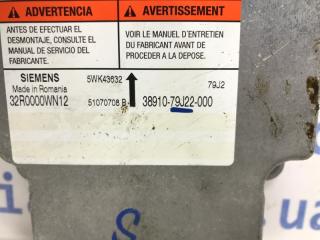 ADVERTENCIA
ANTES DE EFECTUAR EL
DESMONTAJE, CONSULTE EL
MANUAL DE SERVICIO DEL
FABRICANTE.
AVERTISSEMENT
VOIR LE MANUEL D'ENTRETIEN
DU FABRICANT AVANT DE
PROCEDER A LA DEPOSE.
SIEMENS 5WK43632 79J2
Made in Romania
32R0000WN12 51070708 B 38910-79J22-000